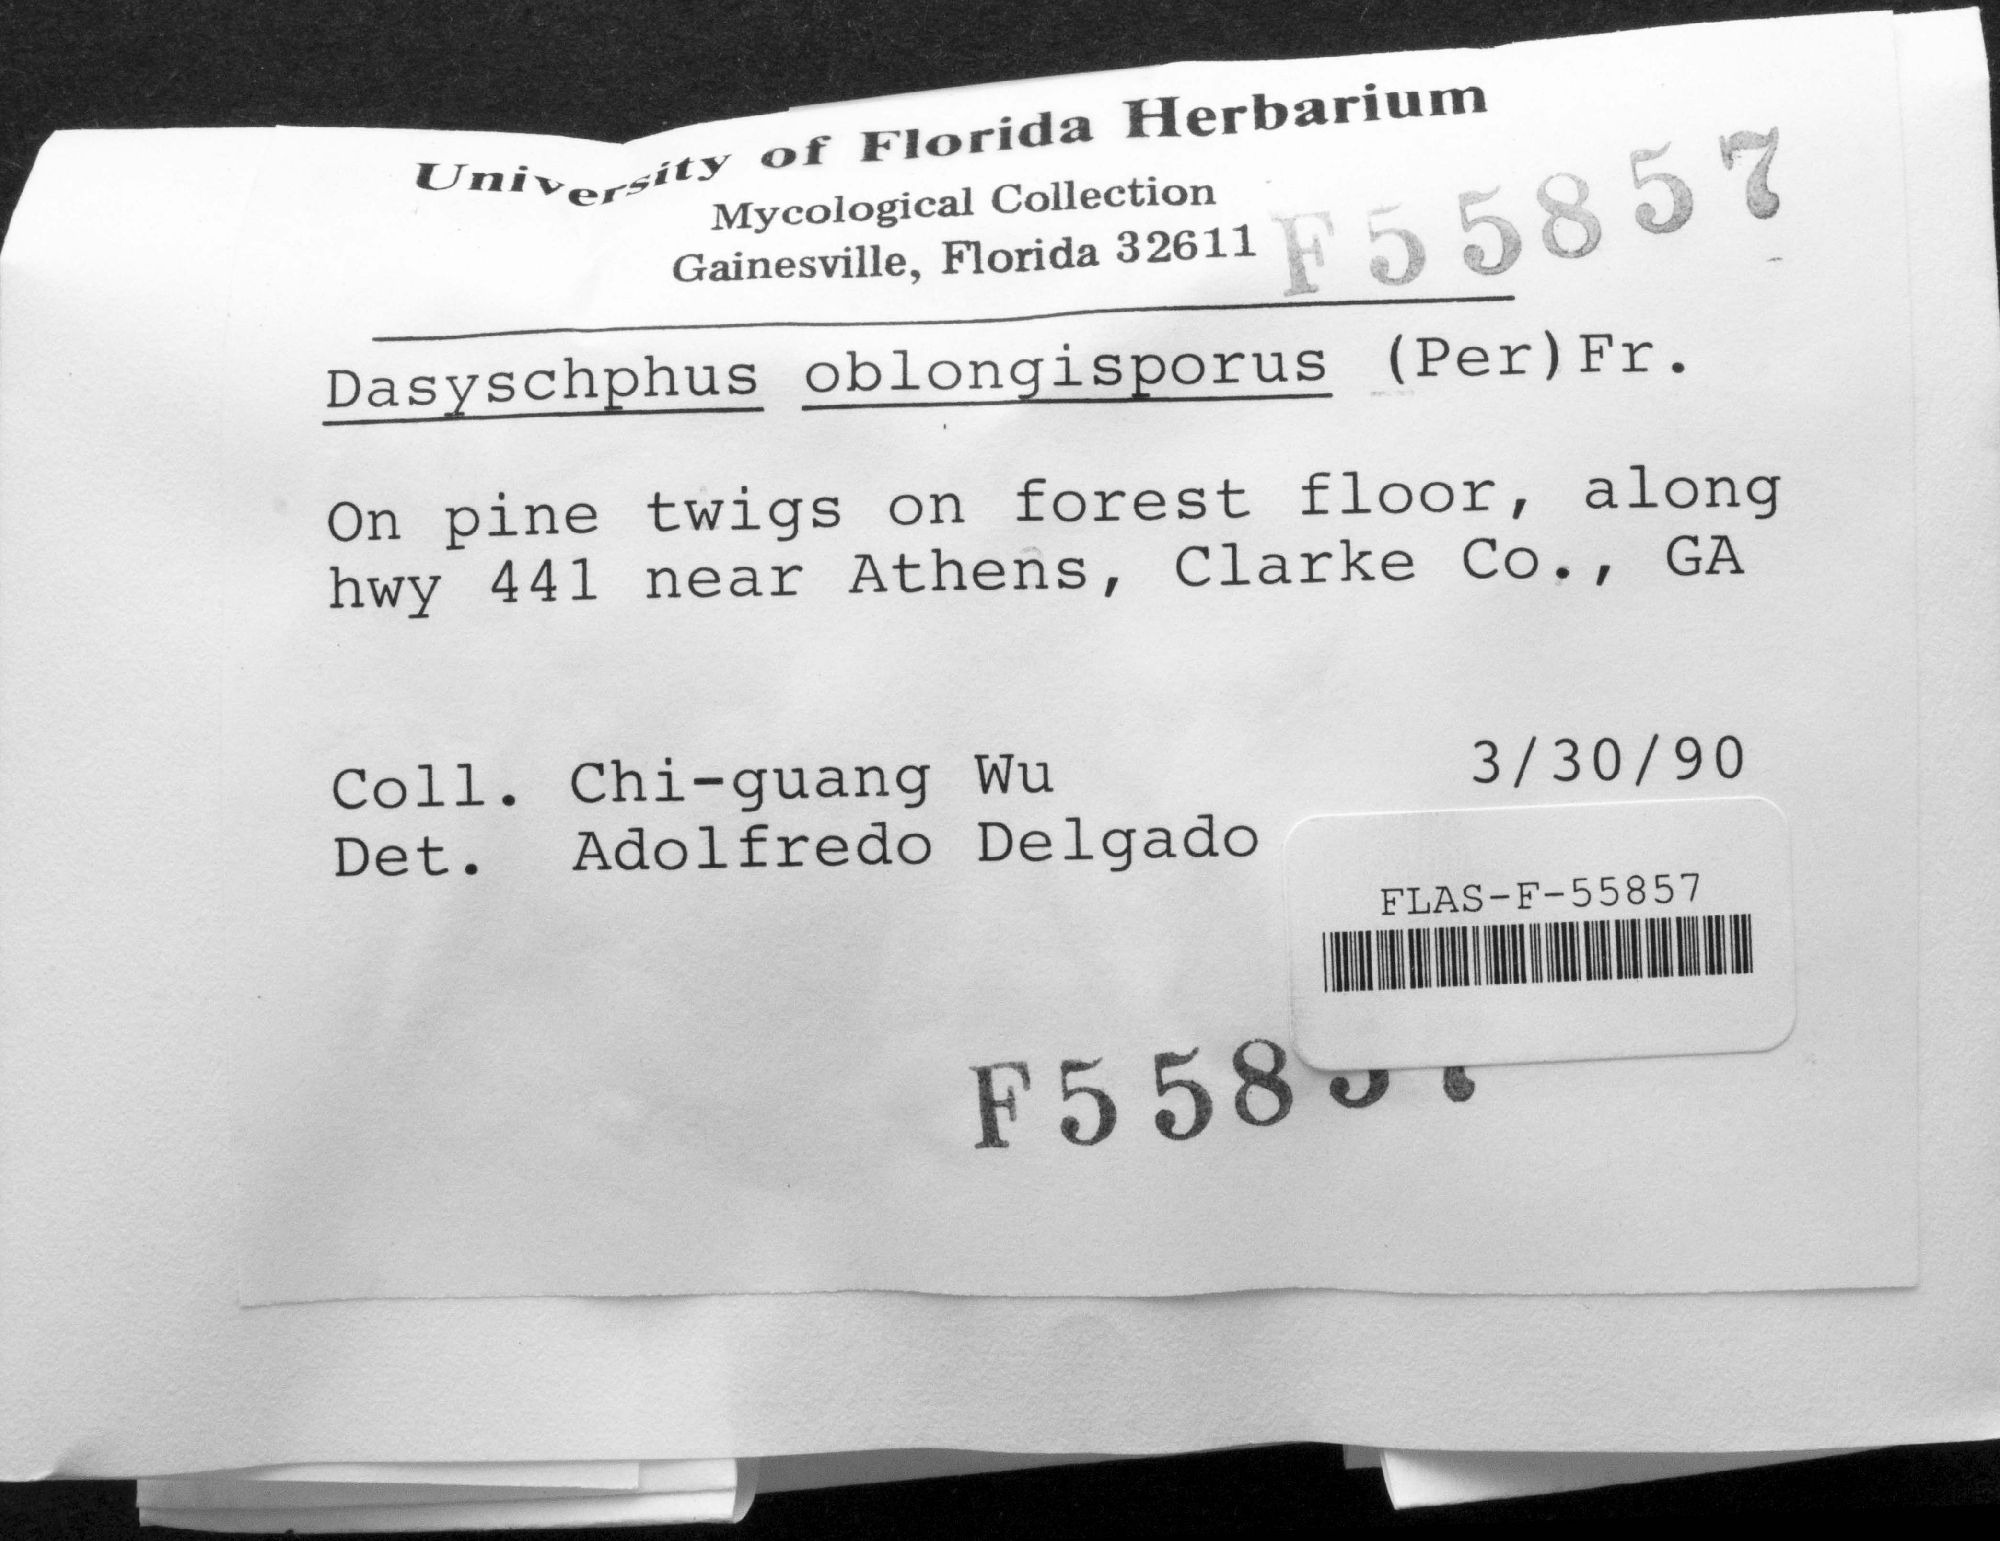 University of Florida Herbarium
Mycological Collection
Gainesville, Florida 32611
F55857
Dasyschphus oblongisporus (Per)Fr.
On pine twigs on forest floor, along
hwy 441 near Athens, Clarke Co., GA
Coll. Chi-guang Wu 3/30/90
Det. Adolfredo Delgado
FLAS-F-55857
F55857